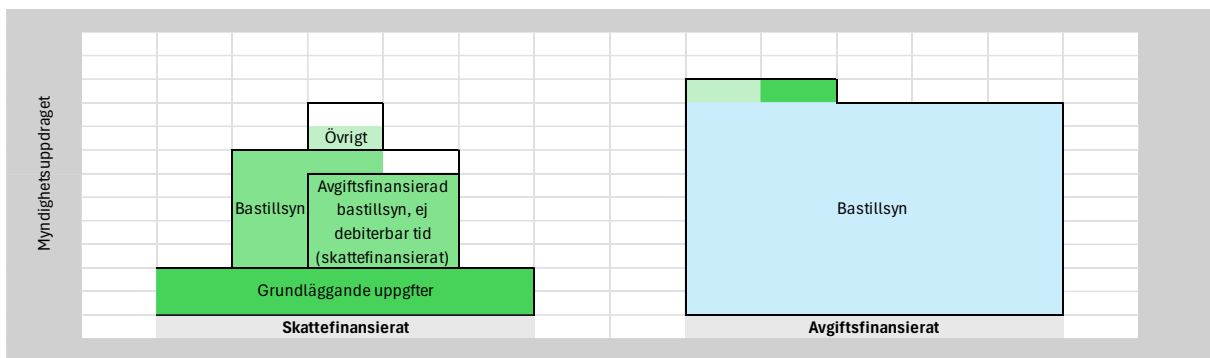 Myndighetsuppdraget
Övrigt
Bastillsyn
Avgiftsfinansierad
bastillsyn, ej
debiterbar tid
(skattefinansierat)
Grundläggande uppgfter
Skattefinansierat
Bastillsyn
Avgiftsfinansierat